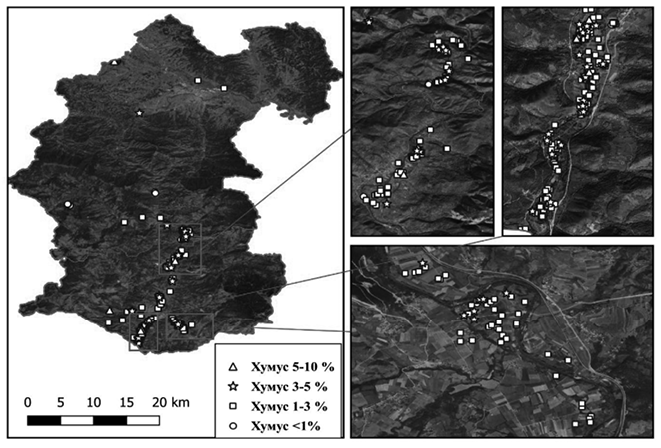 Хумус 5-10 %
Хумус 3-5 %
Хумус 1-3 %
Хумус <1%
0 5 10 15 20 km